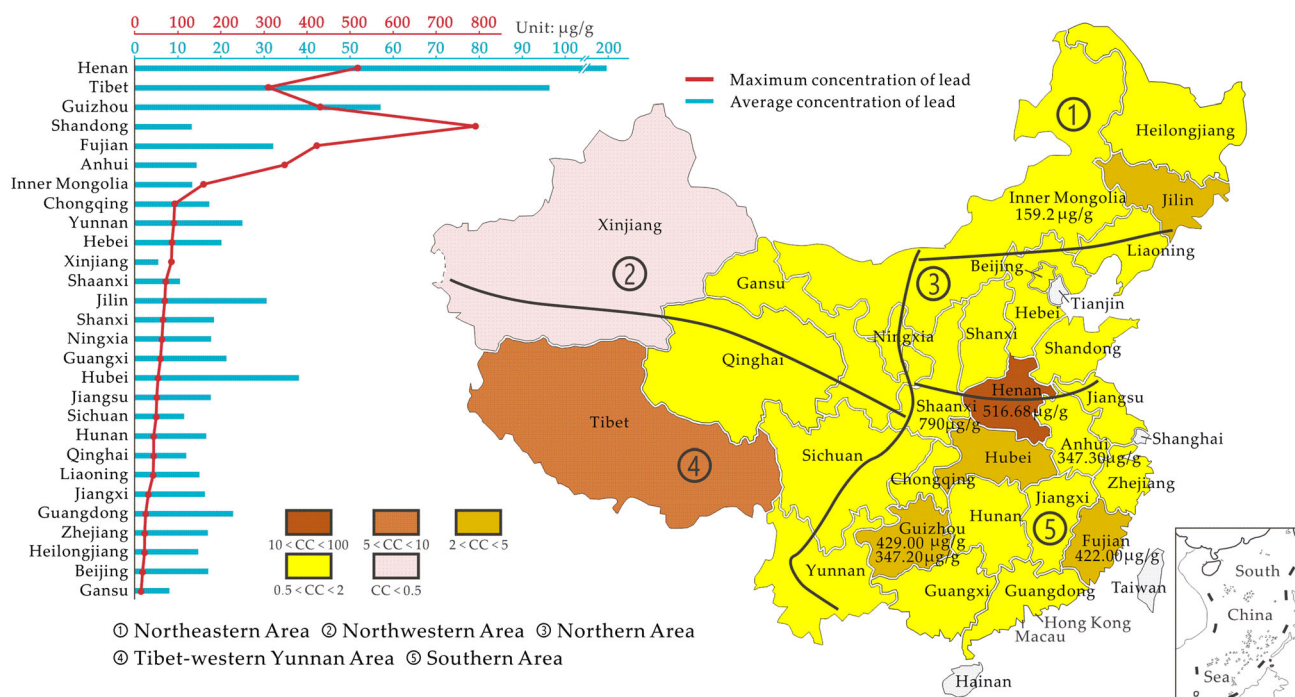 0 100 200 300 400 500 600 700 800 Unit: µg/g
0 10 20 30 40 50 60 70 80 90 100 200
Henan
Tibet
Guizhou
Shandong
Fujian
Anhui
Inner Mongolia
Chongqing
Yunnan
Hebei
Xinjiang
Shaanxi
Jilin
Shanxi
Ningxia
Guangxi
Hubei
Jiangsu
Sichuan
Hunan
Qinghai
Liaoning
Jiangxi
Guangdong
Zhejiang
Heilongjiang
Beijing
Gansu
Maximum concentration of lead
Average concentration of lead
10 < CC < 100
5 < CC < 10
2 < CC < 5
0.5 < CC < 2
CC < 0.5
① Northeastern Area ② Northwestern Area ③ Northern Area
④ Tibet-western Yunnan Area ⑤ Southern Area
①
Heilongjiang
Inner Mongolia
159.2 µg/g
Jilin
Xinjiang
②
Liaoning
Beijing
③
Gansu
Tianjin
Hebei
Ningxia
Shanxi
Shandong
Qinghai
Henan
516.68µg/g
Jiangsu
Shaanxi
790µg/g
Tibet
④
Sichuan
Hubei
Anhui
347.30µg/g
Shanghai
Chongqing
Zhejiang
Jiangxi
Hunan
⑤
Guizhou
429.00 µg/g
347.20µg/g
Fujian
422.00µg/g
Yunnan
Guangxi
Guangdong
Taiwan
Hong Kong
Macau
Hainan
South
China
Sea